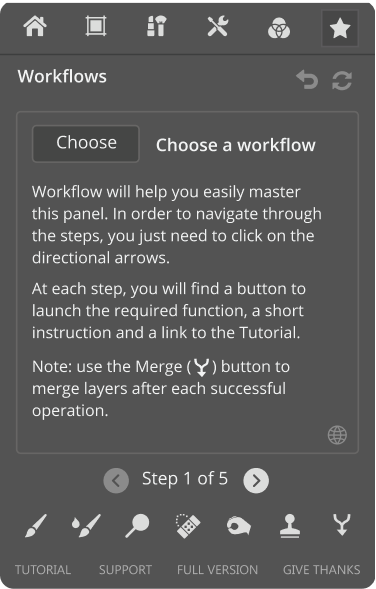 Workflows
Choose
Choose a workflow
Workflow will help you easily master
this panel. In order to navigate through
the steps, you just need to click on the
directional arrows.
At each step, you will find a button to
launch the required function, a short
instruction and a link to the Tutorial.
Note: use the Merge ( ) button to
merge layers after each successful
operation.
Step 1 of 5
TUTORIAL SUPPORT FULL VERSION GIVE THANKS